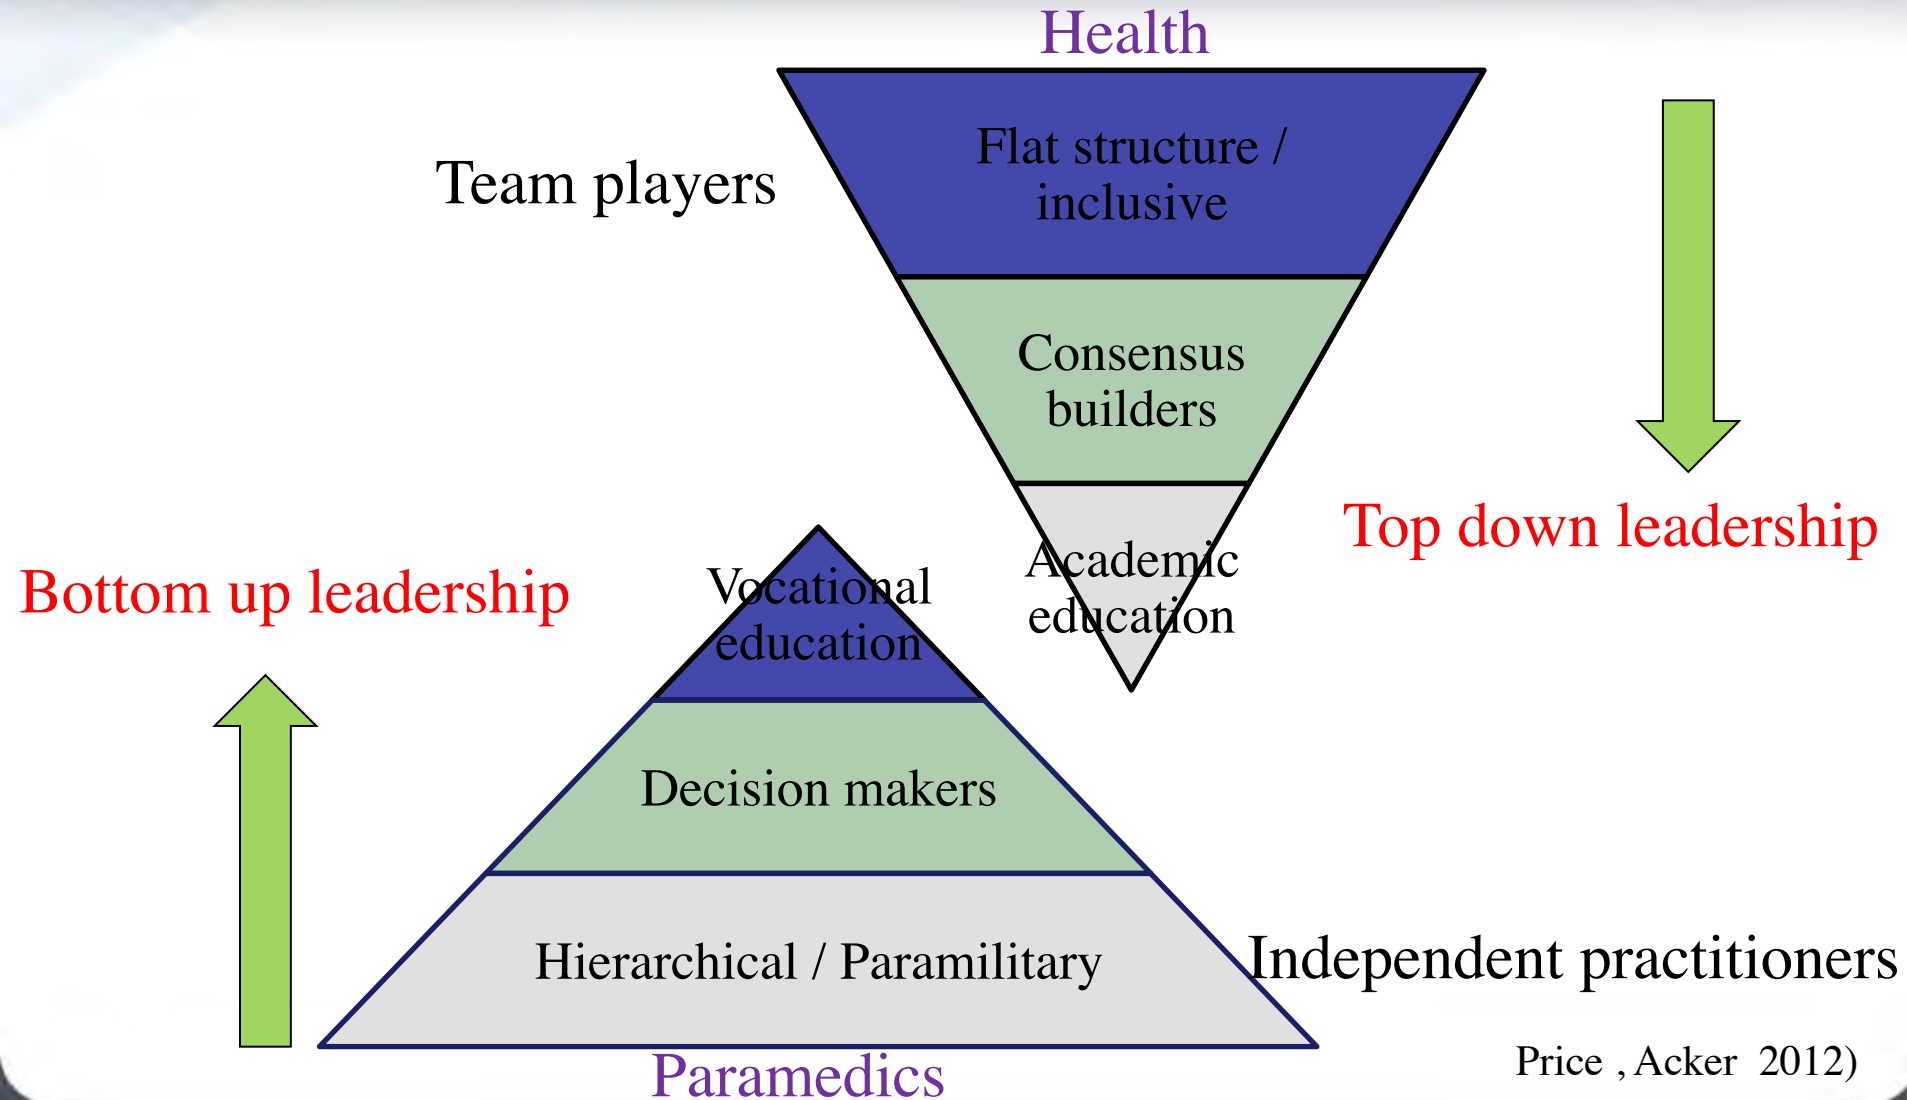 Health
Flat structure /
inclusive
Team players
Consensus
builders
Top down leadership
Academic
education
Bottom up leadership
Vocational
education
Decision makers
Hierarchical / Paramilitary
Independent practitioners
Paramedics
Price , Acker 2012)